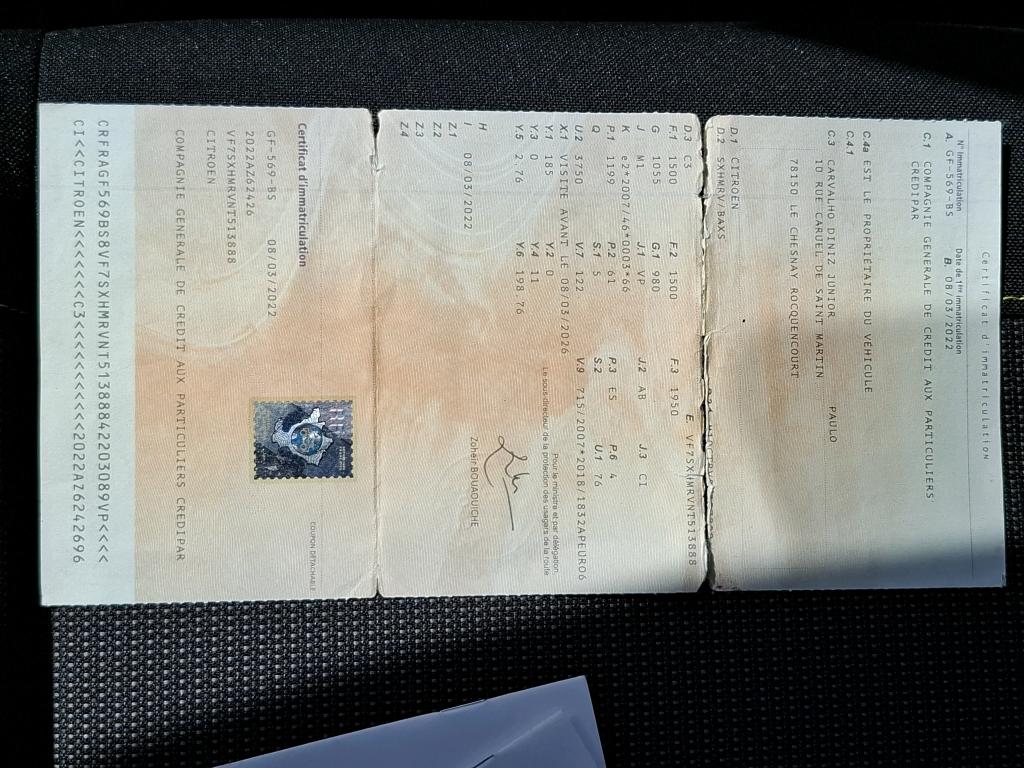 Certificat d'immatriculation
N° Immatriculation Date de 1ère immatriculation
A. GF-569-BS B. 08/03/2022
C.1 COMPAGNIE GENERALE DE CREDIT AUX PARTICULIERS
CREDIPAR
C.4a EST LE PROPRIÉTAIRE DU VÉHICULE
C.4.1
C.3 CARVALHO DINIZ JUNIOR PAULO
10 RUE CARUEL DE SAINT MARTIN
78150 LE CHESNAY ROCQUENCOURT
D.1 CITROEN
D.2 SXHMRV/BAXS
D.3 C3 E. VF7SXHMRVNT513888
F.1 1500 F.2 1500 F.3 1950
G 1055 G.1 980
J M1 J.1 VP J.2 AB J.3 CI
K e2*2007/46*0003*66
P.1 1199 P.2 61 P.3 ES P.6 4
Q S.1 5 S.2 U.1 76
U.2 3750 V.7 122 V.9 715/2007*2018/1832APEUR06
X.1 VISITE AVANT LE 08/03/2026
Y.1 185 Y.2 0
Y.3 0 Y.4 11
Y.5 2,76 Y.6 198,76
Pour le ministre et par délégation,
Le sous-directeur de la protection des usagers de la route
Zoheir BOUAOUICHE
H
I 08/03/2022
Z.1
Z.2
Z.3
Z.4
COUPON DÉTACHABLE
Certificat d'immatriculation
GF-569-BS 08/03/2022
2022AZ62426
VF7SXHMRVNT513888
CITROEN
COMPAGNIE GENERALE DE CREDIT AUX PARTICULIERS CREDIPAR
CRFRAGF569BS8VF7SXHMRVNT51388842203089VP<<<<
CI<<CITROEN<<<<<<C3<<<<<<<<<<<2022AZ6242696